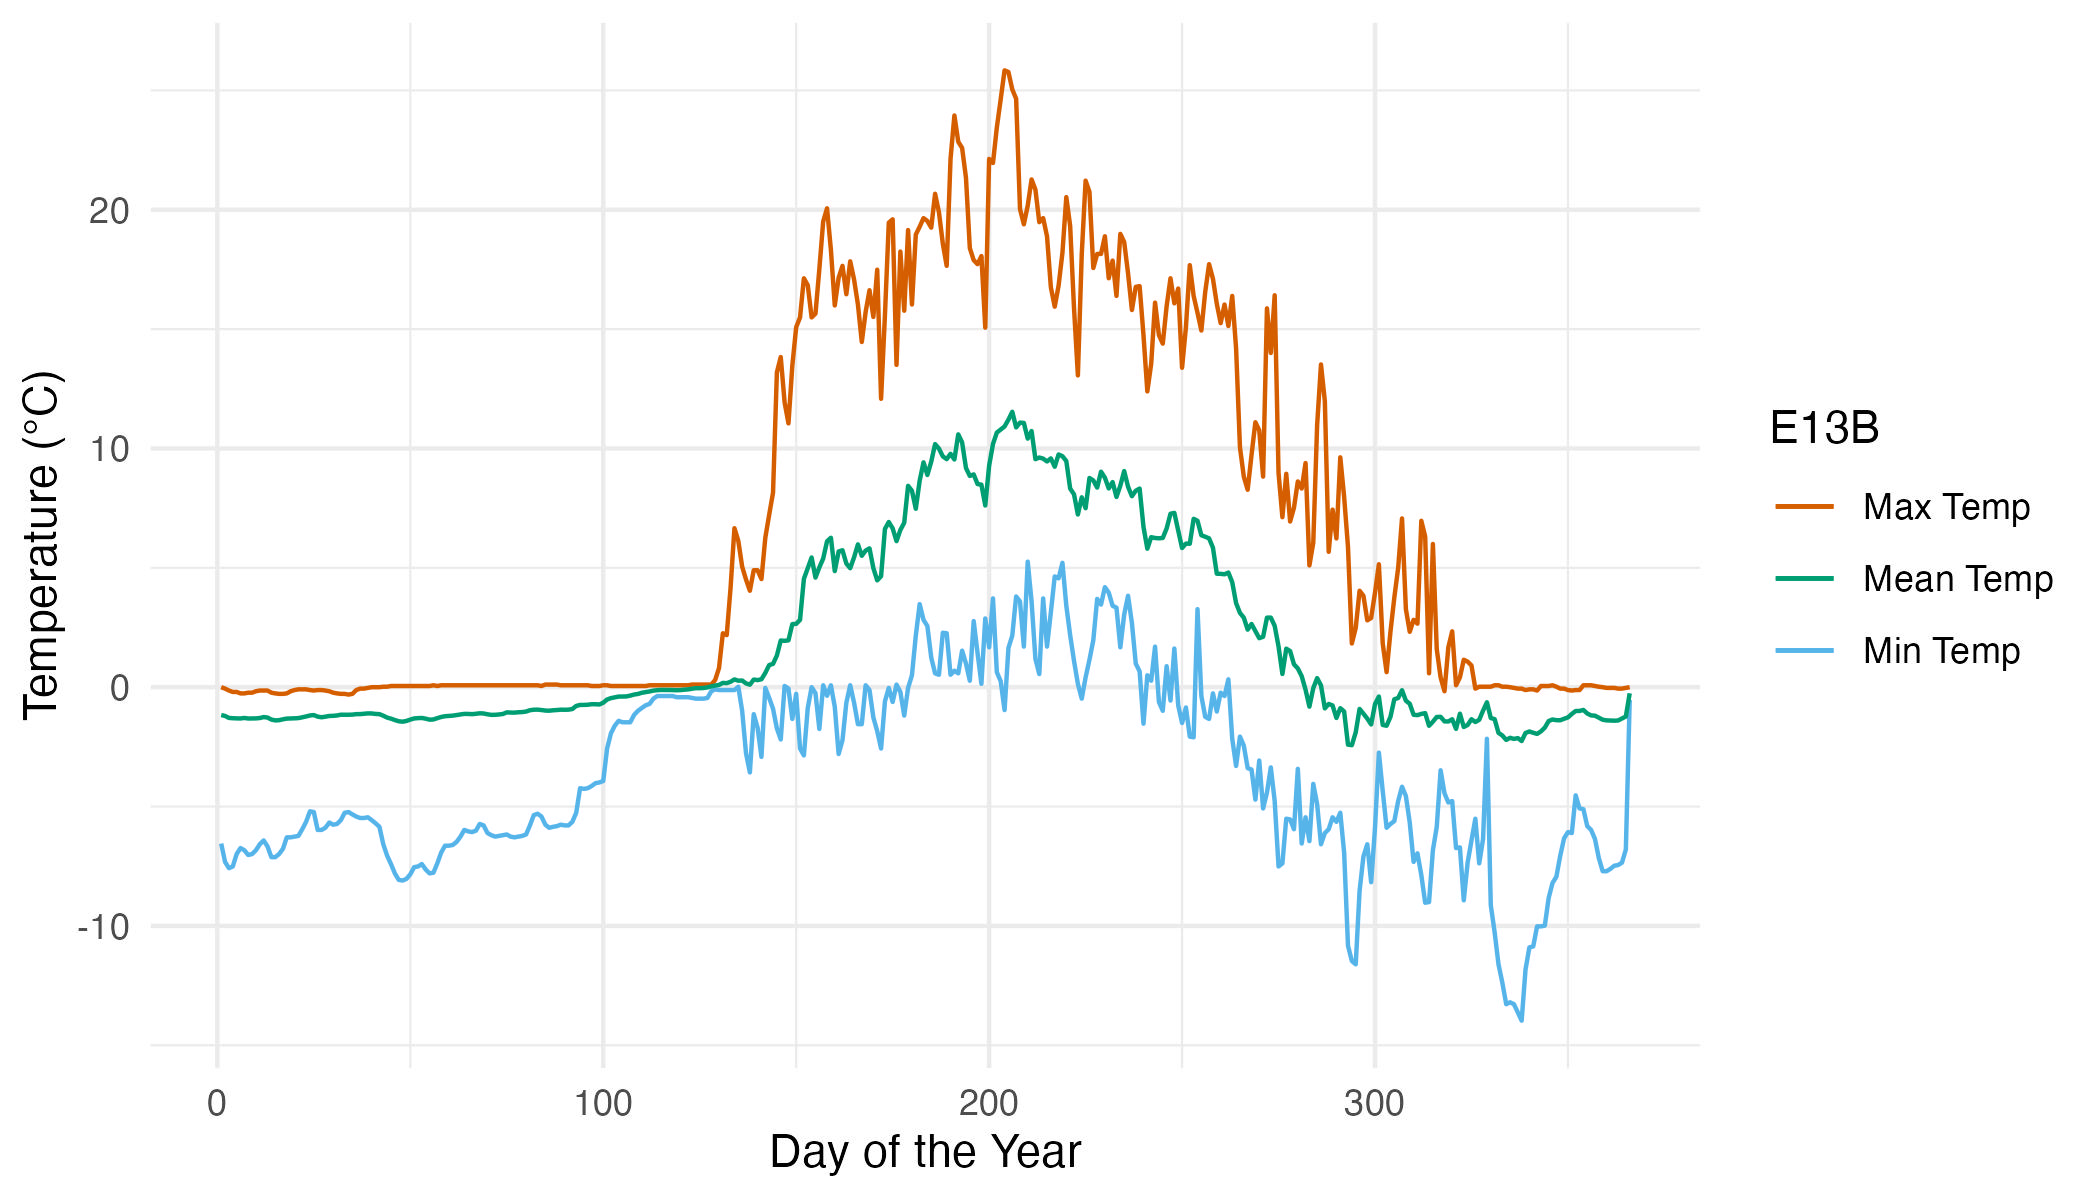 Temperature (°C)
20
10
0
-10
0
100
200
300
Day of the Year
E13B
Max Temp
Mean Temp
Min Temp